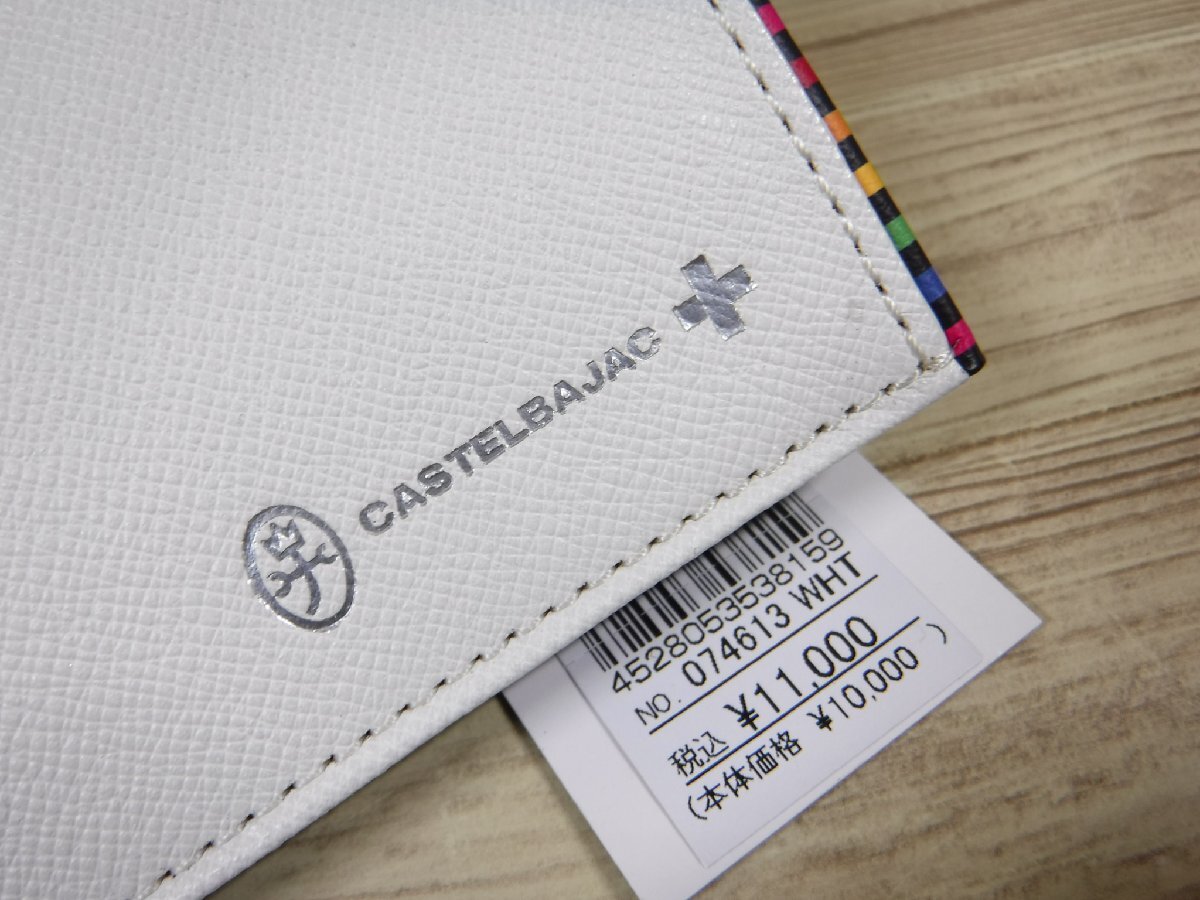 CASTELBAJAC
4528053538159
NO. 074613 WHT
税込 ¥11,000
(本体価格 ¥10,000 )